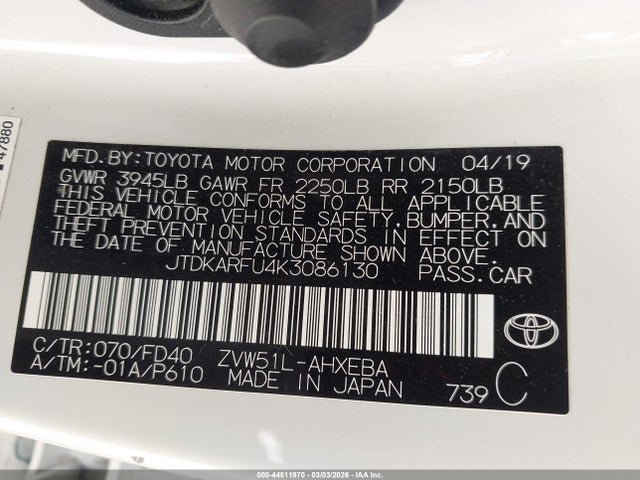 47880
MFD.BY:TOYOTA MOTOR CORPORATION 04/19
GVWR 3945LB GAWR FR 2250LB RR 2150LB
THIS VEHICLE CONFORMS TO ALL APPLICABLE
FEDERAL MOTOR VEHICLE SAFETY,BUMPER,AND
THEFT PREVENTION STANDARDS IN EFFECT ON
THE DATE OF MANUFACTURE SHOWN ABOVE.
JTDKARFU4K3086130 PASS.CAR
C/TR:070/FD40 ZVW51L-AHXEBA
A/TM:-01A/P610 MADE IN JAPAN 739 C
000-44511970 | 03/03/2026 | IAA Inc.